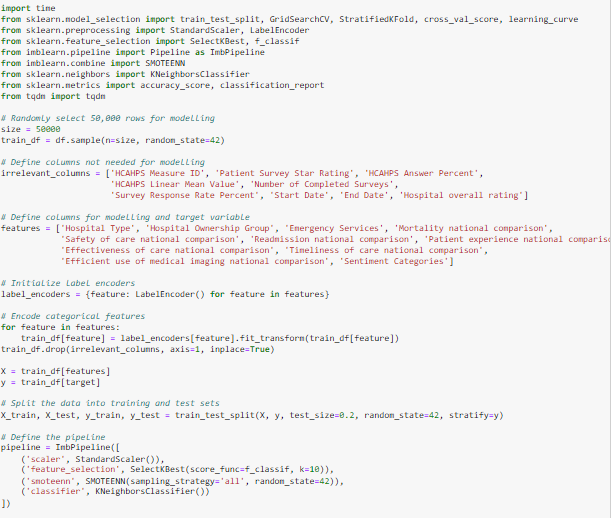 import time
from sklearn.model_selection import train_test_split, GridSearchCV, StratifiedKFold, cross_val_score, learning_curve
from sklearn.preprocessing import StandardScaler, LabelEncoder
from sklearn.feature_selection import SelectKBest, f_classif
from imblearn.pipeline import Pipeline as ImbPipeline
from imblearn.combine import SMOTEENN
from sklearn.neighbors import KNeighborsClassifier
from sklearn.metrics import accuracy_score, classification_report
from tqdm import tqdm
# Randomly select 50,000 rows for modelling
size = 50000
train_df = df.sample(n=size, random_state=42)
# Define columns not needed for modelling
irrelevant_columns = ['HCAHPS Measure ID', 'Patient Survey Star Rating', 'HCAHPS Answer Percent',
'HCAHPS Linear Mean Value', 'Number of Completed Surveys',
'Survey Response Rate Percent', 'Start Date', 'End Date', 'Hospital overall rating']
# Define columns for modelling and target variable
features = ['Hospital Type', 'Hospital Ownership Group', 'Emergency Services', 'Mortality national comparison',
'Safety of care national comparison', 'Readmission national comparison', 'Patient experience national compariso
'Effectiveness of care national comparison', 'Timeliness of care national comparison',
'Efficient use of medical imaging national comparison', 'Sentiment Categories']
# Initialize label encoders
label_encoders = {feature: LabelEncoder() for feature in features}
# Encode categorical features
for feature in features:
train_df[feature] = label_encoders[feature].fit_transform(train_df[feature])
train_df.drop(irrelevant_columns, axis=1, inplace=True)
X = train_df[features]
y = train_df[target]
# Split the data into training and test sets
X_train, X_test, y_train, y_test = train_test_split(X, y, test_size=0.2, random_state=42, stratify=y)
# Define the pipeline
pipeline = ImbPipeline([
('scaler', StandardScaler()),
('feature_selection', SelectKBest(score_func=f_classif, k=10)),
('smoteenn', SMOTEENN(sampling_strategy='all', random_state=42)),
('classifier', KNeighborsClassifier())
])